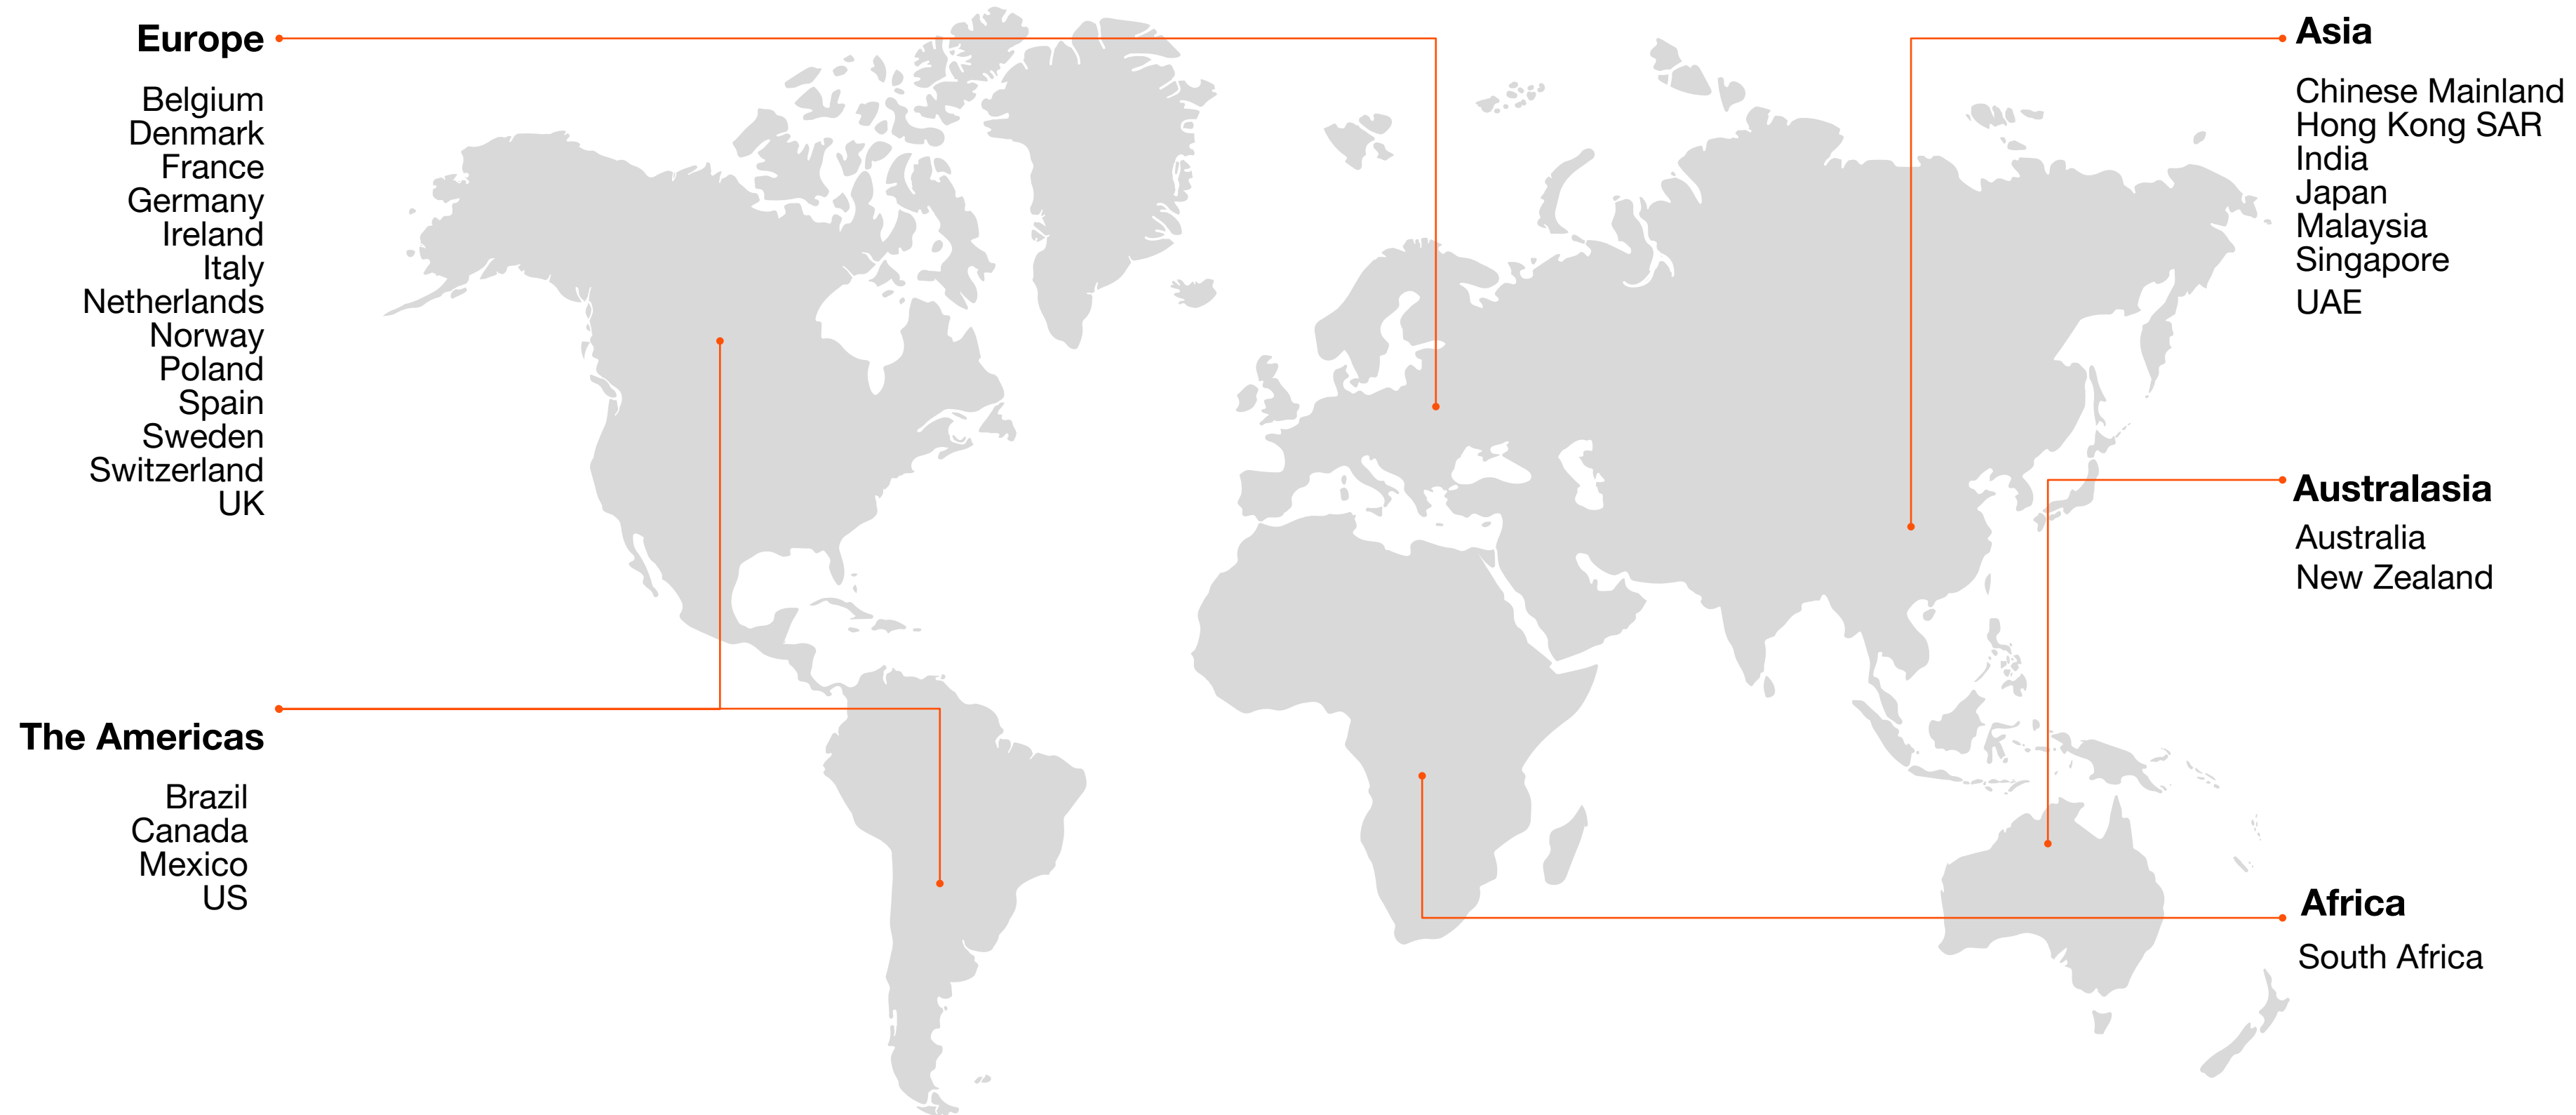 Europe
Belgium
Denmark
France
Germany
Ireland
Italy
Netherlands
Norway
Poland
Spain
Sweden
Switzerland
UK
The Americas
Brazil
Canada
Mexico
US
Asia
Chinese Mainland
Hong Kong SAR
India
Japan
Malaysia
Singapore
UAE
Australasia
Australia
New Zealand
Africa
South Africa